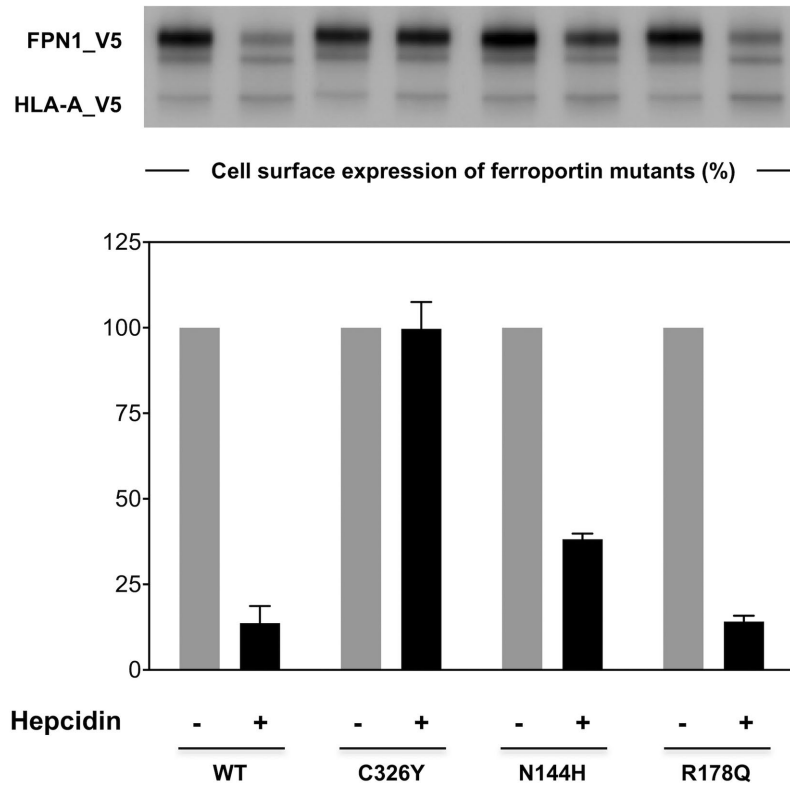 FPN1_V5
HLA-A_V5
Cell surface expression of ferroportin mutants (%)
125
100
75
50
25
0
Hepcidin - + - + - + - +
WT C326Y N144H R178Q